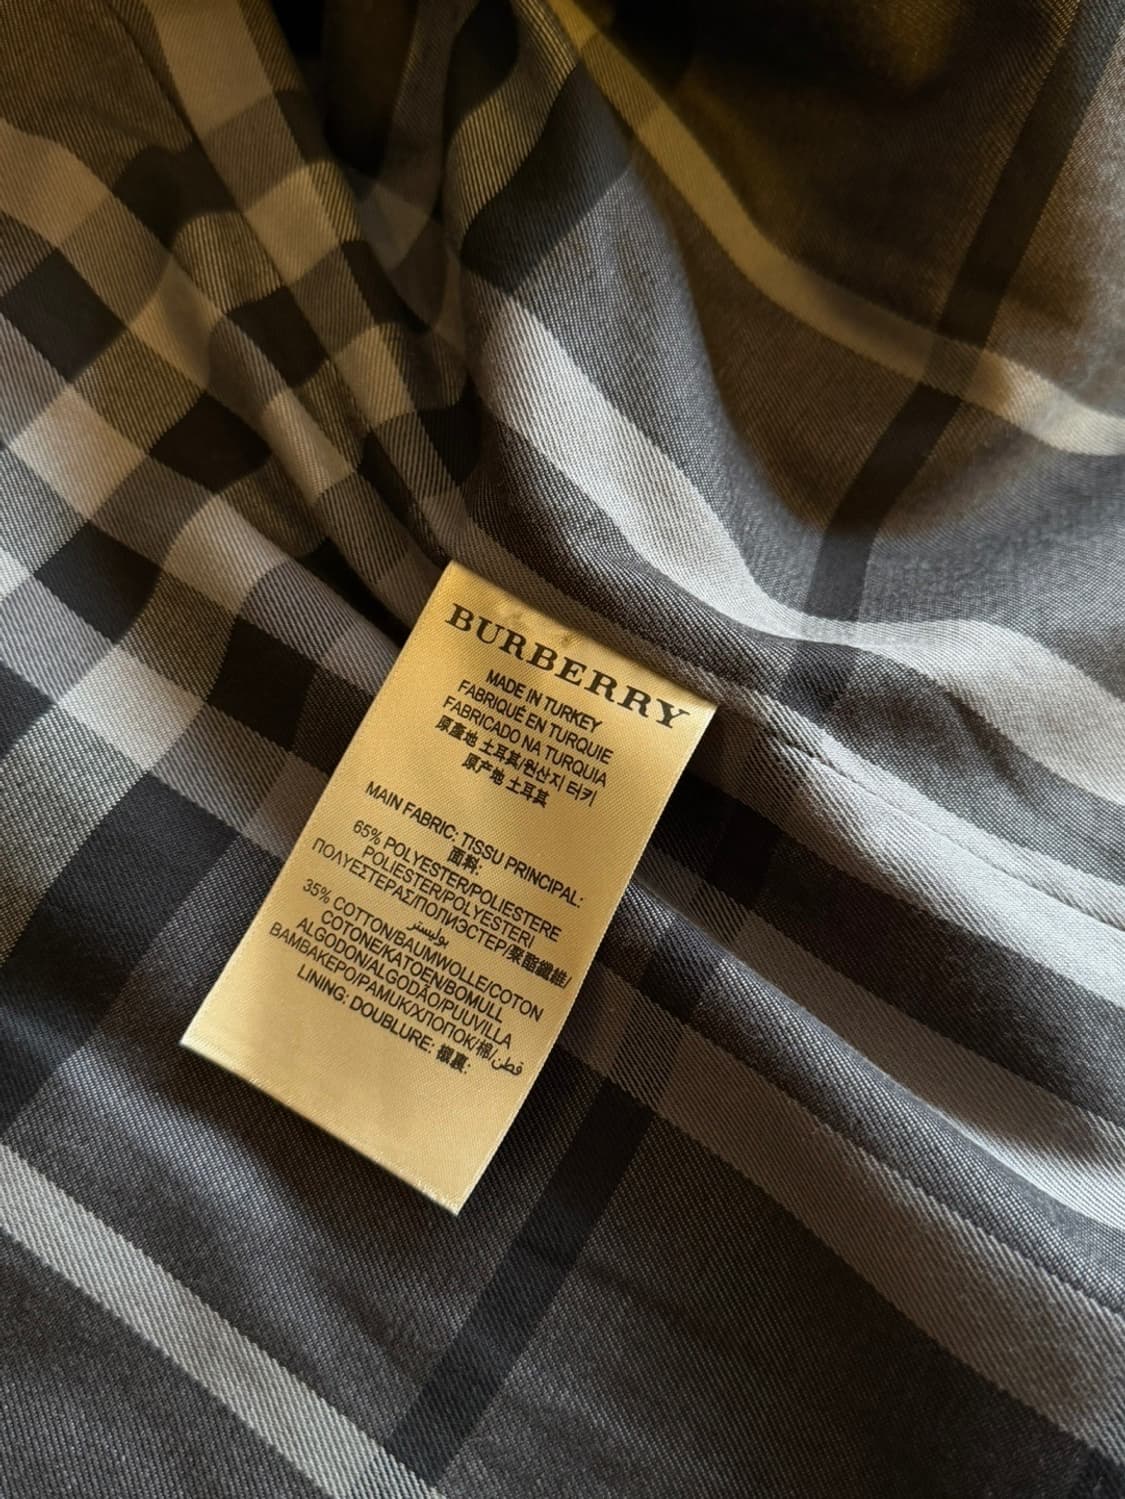 BURBERRY
MADE IN TURKEY
FABRIQUÉ EN TURQUIE
FABRICADO NA TURQUIA
原產地 土耳其/원산지 터키
原产地 土耳其
MAIN FABRIC: TISSU PRINCIPAL:
面料:
65% POLYESTER/POLIESTERE
POLIESTER/POLYESTERI
ΠΟΛΥΕΣΤΕΡΑΣ/ПОЛИЭСТЕР/聚酯纖維/
بوليستر
35% COTTON/BAUMWOLLE/COTON
COTONE/KATOEN/BOMULL
ALGODON/ALGODÃO/PUUVILLA
ΒΑΜΒΑΚΕΡΟ/PAMUK/ХЛОПОК/棉/قطن
LINING: DOUBLURE: 襯裏: